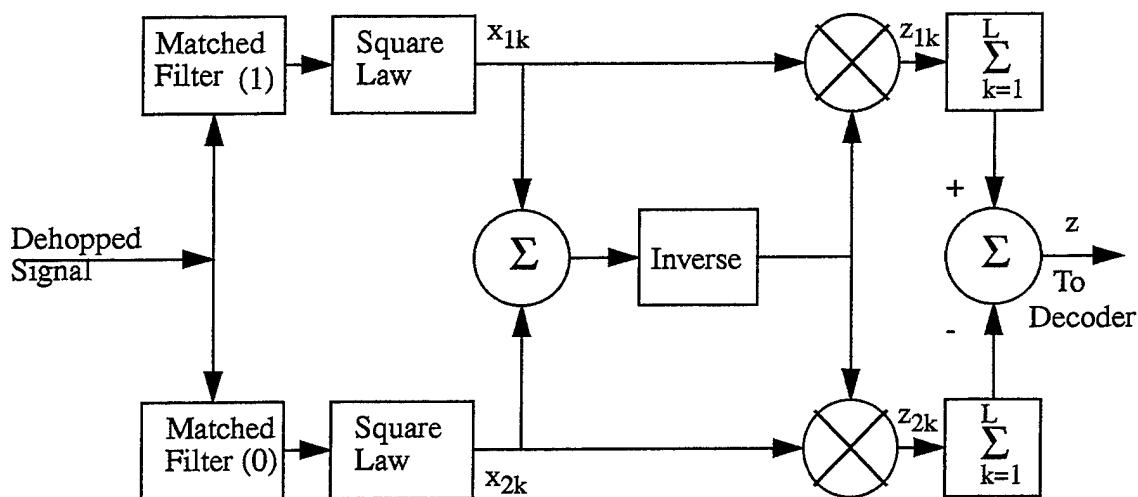 Matched
Filter (1)
Square
Law
x1k
z1k
L
Σ
k=1
Dehopped
Signal
Σ
Inverse
+
Σ
z
To
Decoder
-
Matched
Filter (0)
Square
Law
x2k
z2k
L
Σ
k=1